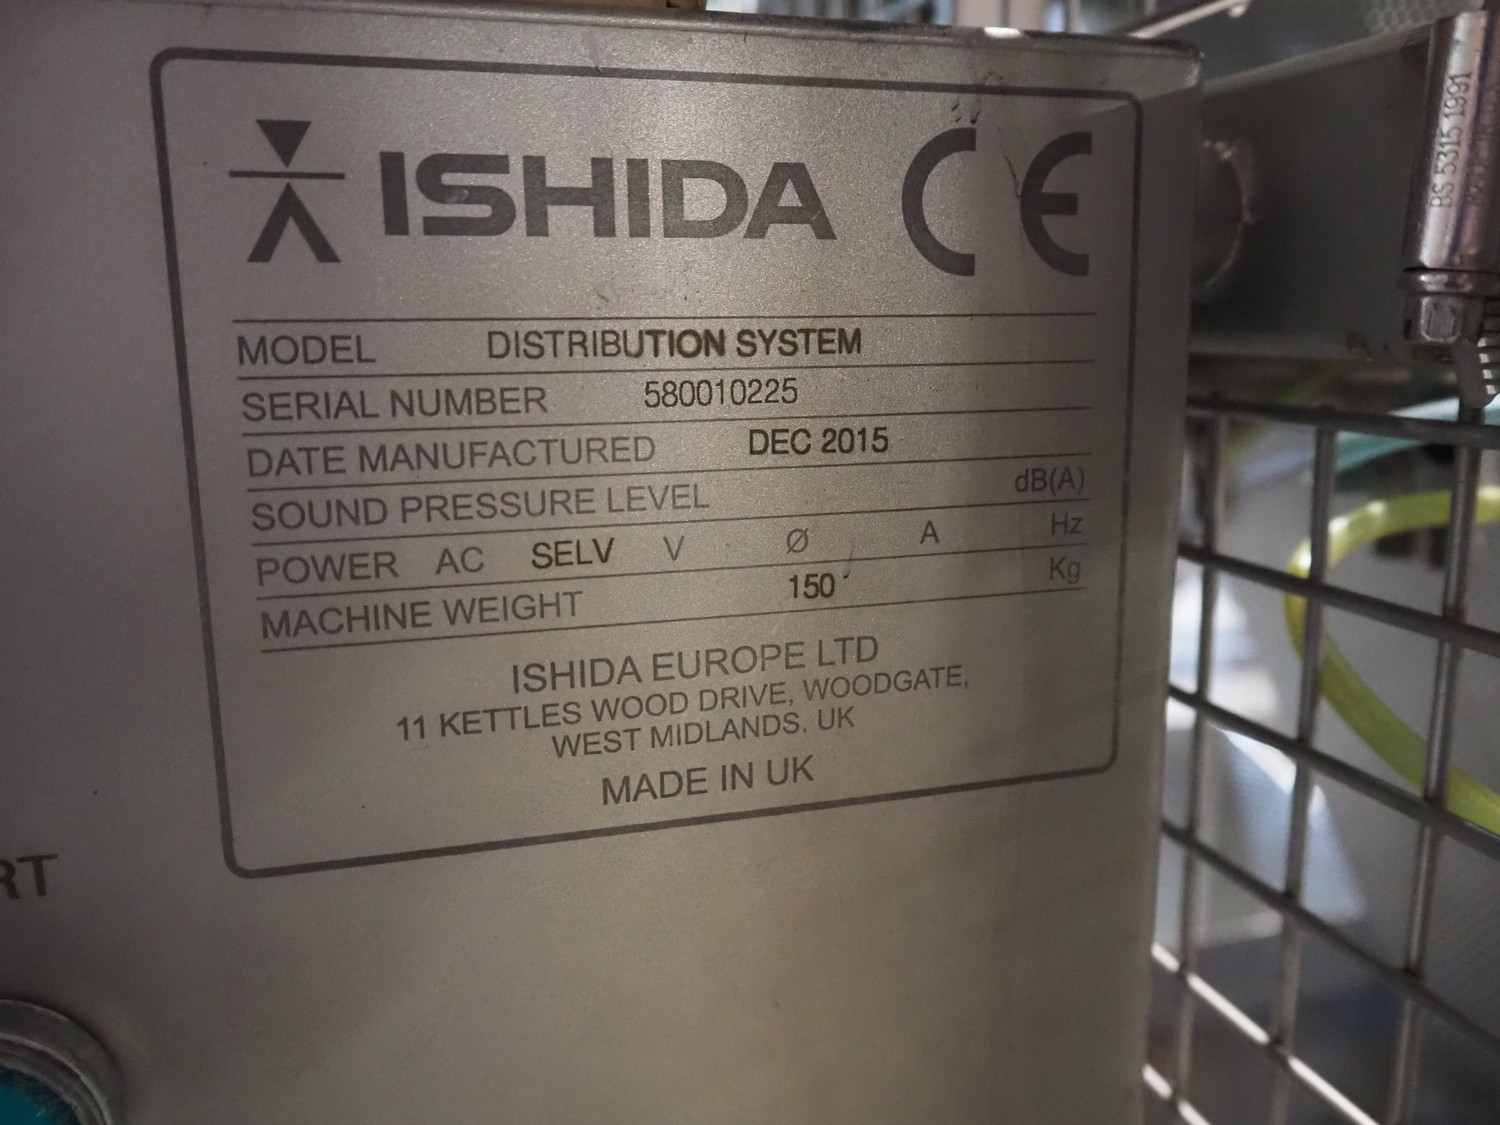 ISHIDA CE
MODEL DISTRIBUTION SYSTEM
SERIAL NUMBER 580010225
DATE MANUFACTURED DEC 2015
SOUND PRESSURE LEVEL dB(A)
POWER AC SELV V Ø A Hz
MACHINE WEIGHT 150 Kg
ISHIDA EUROPE LTD
11 KETTLES WOOD DRIVE, WOODGATE,
WEST MIDLANDS. UK
MADE IN UK
BS 5315 1991